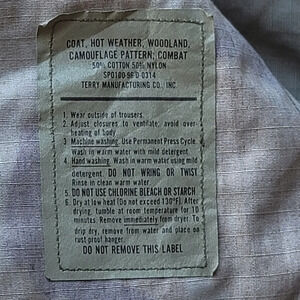 COAT, HOT WEATHER, WOODLAND,
CAMOUFLAGE PATTERN, COMBAT
50% COTTON 50% NYLON
SPO100-96-D-0314
TERRY MANUFACTURING CO., INC.
1. Wear outside of trousers.
2. Adjust closures to ventilate; avoid over-
heating of body
3 Machine washing. Use Permanent Press Cycle.
Wash in warm water with mild detergent.
4. Hand washing. Wash in warm water using mild
detergent. DO NOT WRING OR TWIST
Rinse in clean warm water
5. DO NOT USE CHLORINE BLEACH OR STARCH
6. Dry at low heat (Do not exceed 130°F). After
drying, tumble at room temperature for 10
minutes. Remove immediately from dryer. To
drip dry, remove from water and place on
rust proof hanger.
DO NOT REMOVE THIS LABEL